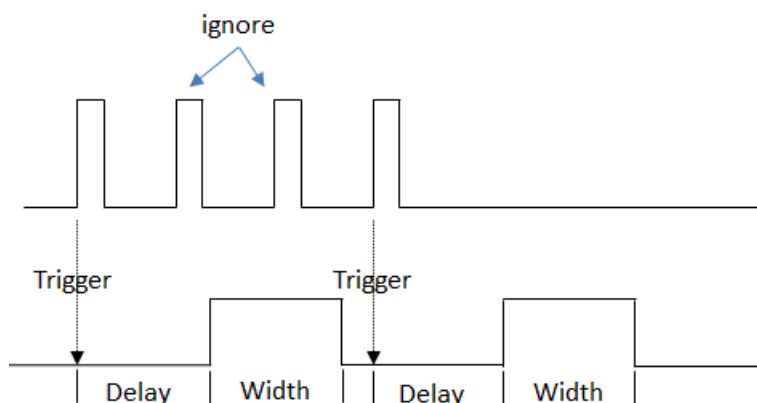 ignore
Trigger
Trigger
Delay
Width
Delay
Width